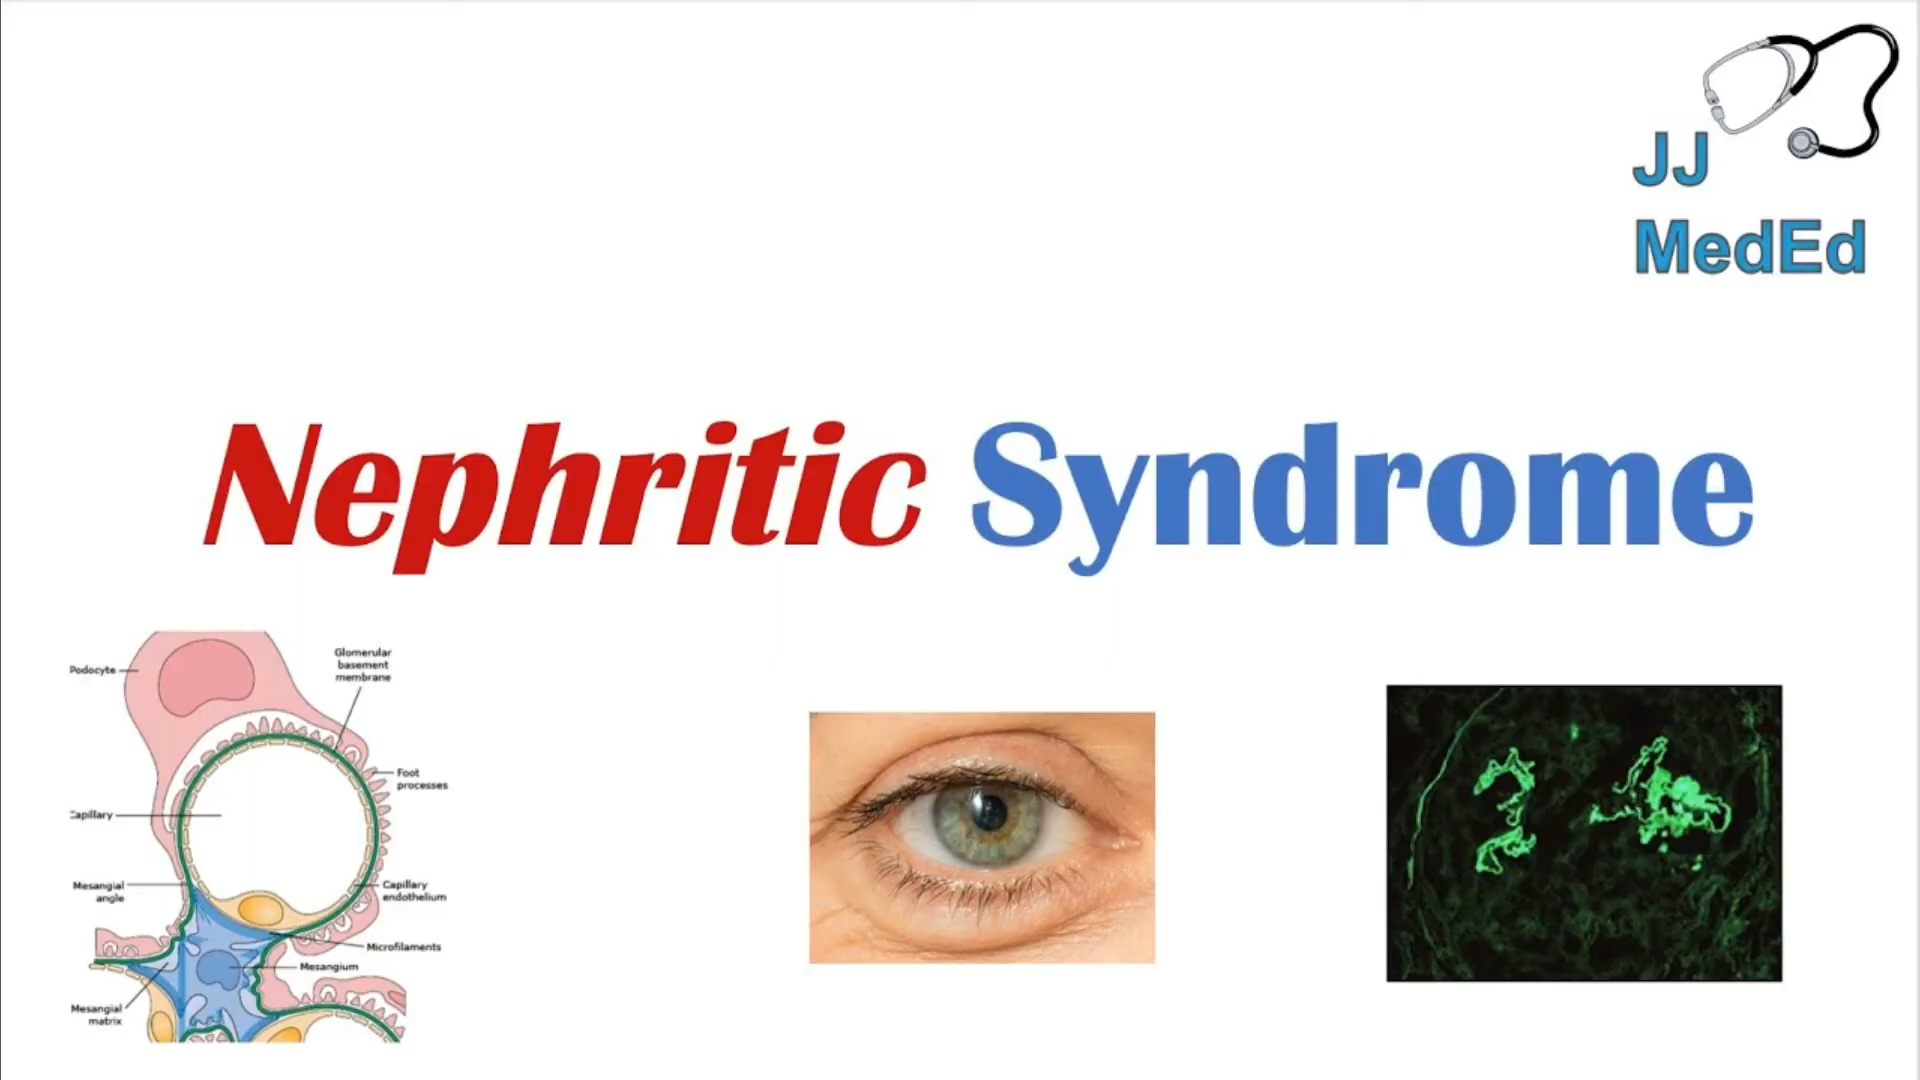 JJ
MedEd
Nephritic Syndrome
Podocyte
Glomerular
basement
membrane
Foot
processes
Capillary
Mesangial
angle
Capillary
endothelium
Microfilaments
Mesangium
Mesangial
matrix